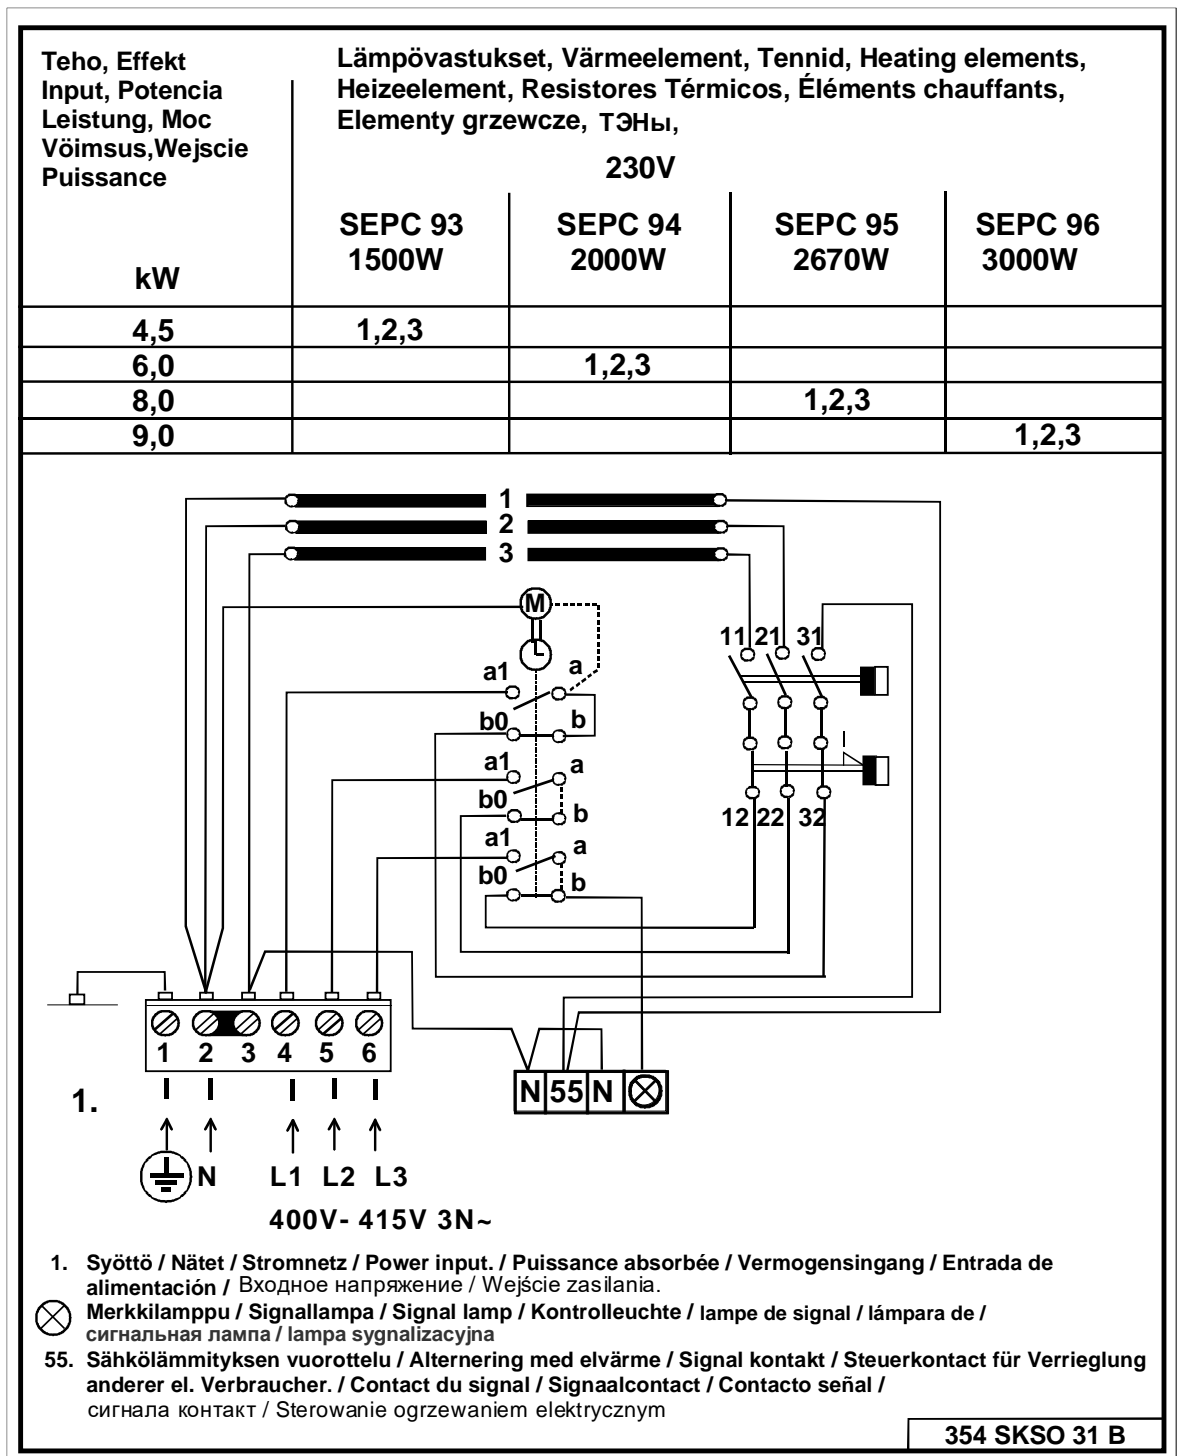 Teho, Effekt
Input, Potencia
Leistung, Moc
Vöimsus,Wejscie
Puissance
kW
Lämpövastukset, Värmeelement, Tennid, Heating elements,
Heizeelement, Resistores Térmicos, Éléments chauffants,
Elementy grzewcze, ТЭНы,
230V
SEPC 93 SEPC 94 SEPC 95 SEPC 96
1500W 2000W 2670W 3000W
4,5 1,2,3
6,0 1,2,3
8,0 1,2,3
9,0 1,2,3
1
2
3
M
11 21 31
a1 a
b0 b
a1 a
b0 b
a1 a
b0 b
12 22 32
1 2 3 4 5 6
N 55 N
1.
N L1 L2 L3
400V- 415V 3N~
1. Syöttö / Nätet / Stromnetz / Power input. / Puissance absorbée / Vermogensingang / Entrada de
alimentación / Входное напряжение / Wejście zasilania.
Merkkilamppu / Signallampa / Signal lamp / Kontrolleuchte / lampe de signal / lámpara de /
сигнальная лампа / lampa sygnalizacyjna
55. Sähkölämmityksen vuorottelu / Alternering med elvärme / Signal kontakt / Steuerkontact für Verrieglung
anderer el. Verbraucher. / Contact du signal / Signaalcontact / Contacto señal /
сигнала контакт / Sterowanie ogrzewaniem elektrycznym
354 SKSO 31 B